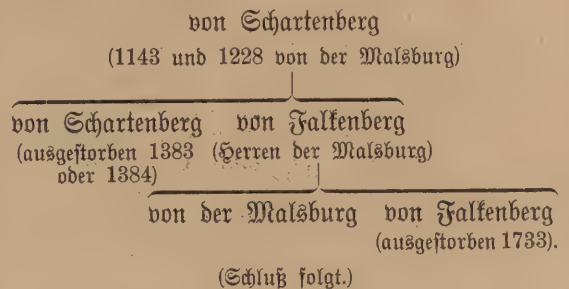 von Schartenberg
(1143 und 1228 von der Malsburg)
von Schartenberg von Falkenberg
(ausgestorben 1383 (Herren der Malsburg)
oder 1384)
von der Malsburg von Falkenberg
(ausgestorben 1733).
(Schluß folgt.)